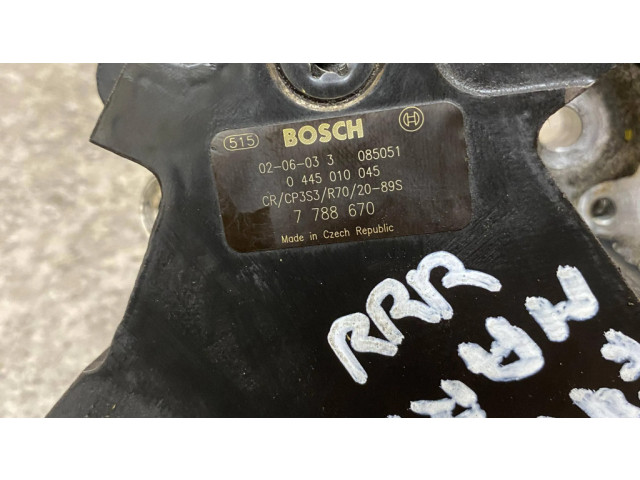 515 BOSCH
02-06-03 3 085051
0 445 010 045
CR/CP3S3/R70/20-89S
7 788 670
Made in Czech Republic
RRR